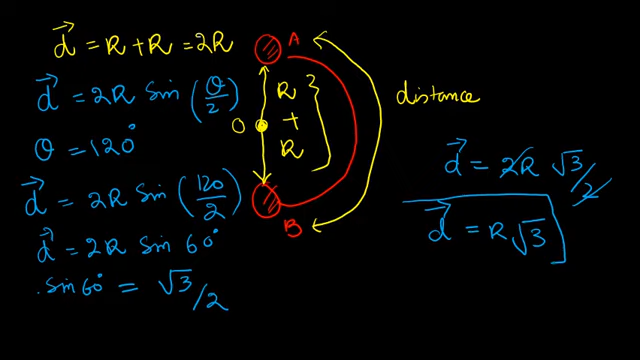 d⃗ = R + R = 2R
d⃗ = 2R sin (θ/2)
θ = 120°
d⃗ = 2R sin (120/2)
d⃗ = 2R sin 60°
. sin 60° = √3/2
A
R
+
R
O
B
distance
d⃗ = 2R √3/2
d⃗ = R√3